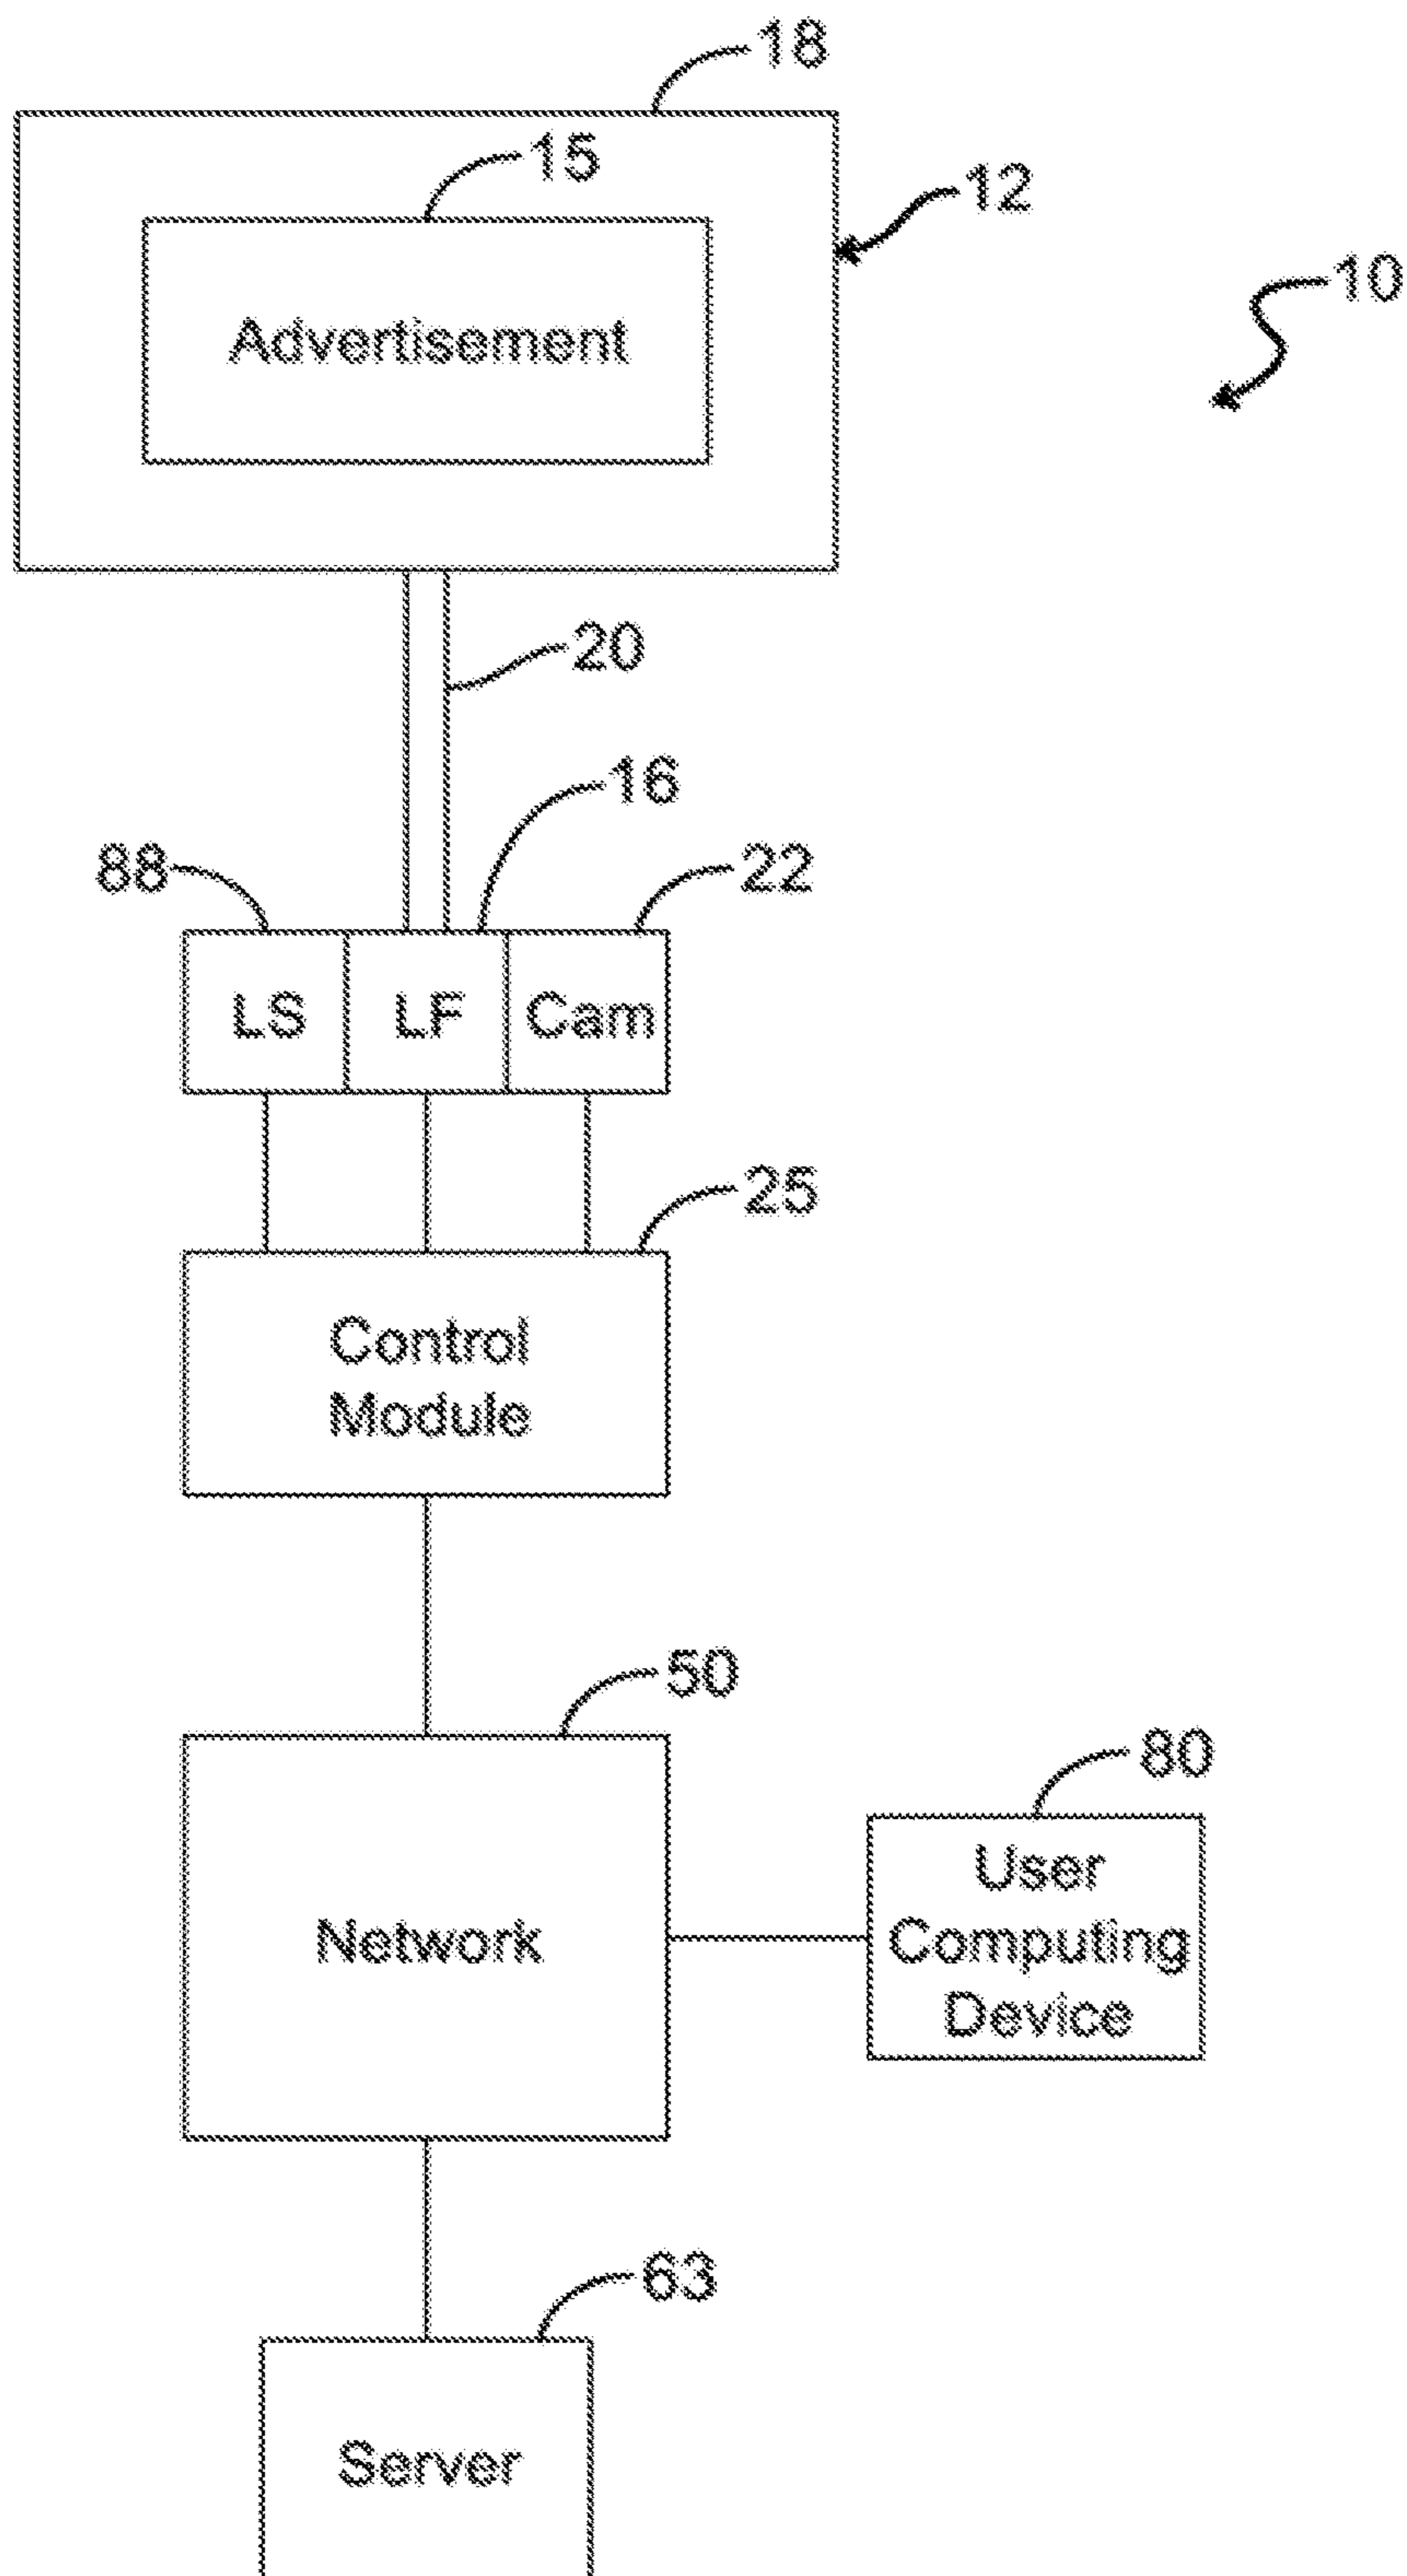 18
15
12
10
Advertisement
20
16
88
22
LS LF Cam
25
Control
Module
50
80
User
Network
Computing
Device
63
Server